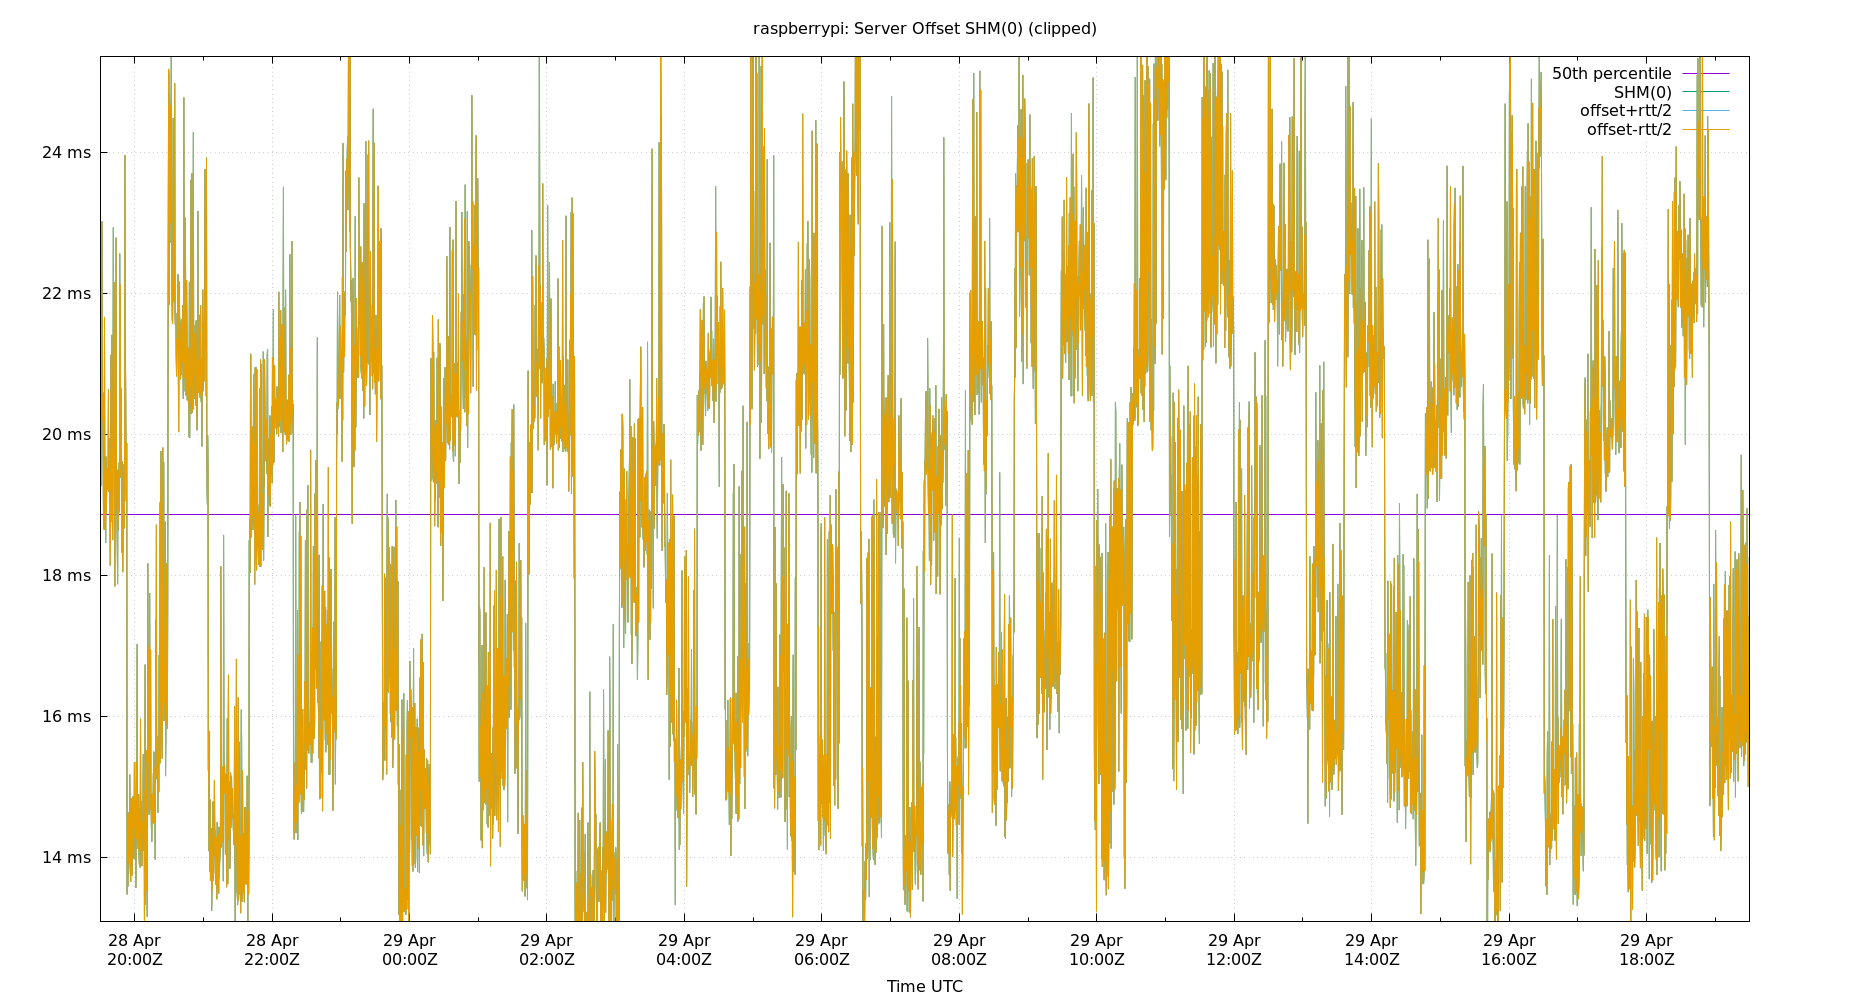 raspberrypi: Server Offset SHM(0) (clipped)
50th percentile
SHM(0)
offset+rtt/2
offset-rtt/2
24 ms
22 ms
20 ms
18 ms
16 ms
14 ms
28 Apr 28 Apr 29 Apr 29 Apr 29 Apr 29 Apr 29 Apr 29 Apr 29 Apr 29 Apr 29 Apr 29 Apr
20:00Z 22:00Z 00:00Z 02:00Z 04:00Z 06:00Z 08:00Z 10:00Z 12:00Z 14:00Z 16:00Z 18:00Z
Time UTC